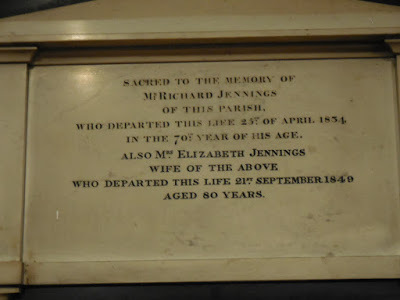 SACRED TO THE MEMORY OF
Mr RICHARD JENNINGS
OF THIS PARISH,
WHO DEPARTED THIS LIFE 25th OF APRIL 1834,
IN THE 70th YEAR OF HIS AGE.
ALSO Mrs ELIZABETH JENNINGS
WIFE OF THE ABOVE
WHO DEPARTED THIS LIFE 21st SEPTEMBER 1849
AGED 80 YEARS.